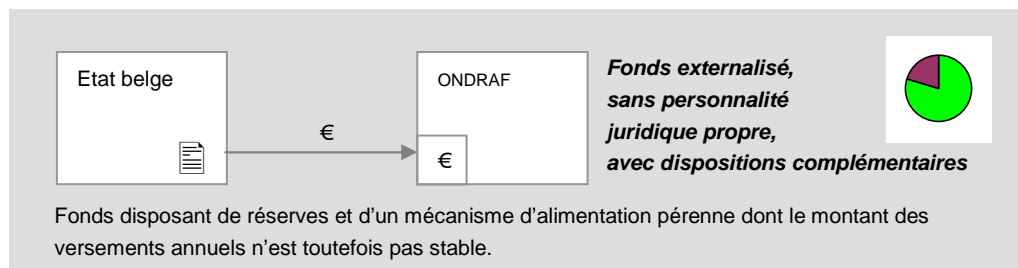 Etat belge
€
ONDRAF
€
Fonds externalisé,
sans personnalité
juridique propre,
avec dispositions complémentaires
Fonds disposant de réserves et d'un mécanisme d'alimentation pérenne dont le montant des
versements annuels n'est toutefois pas stable.